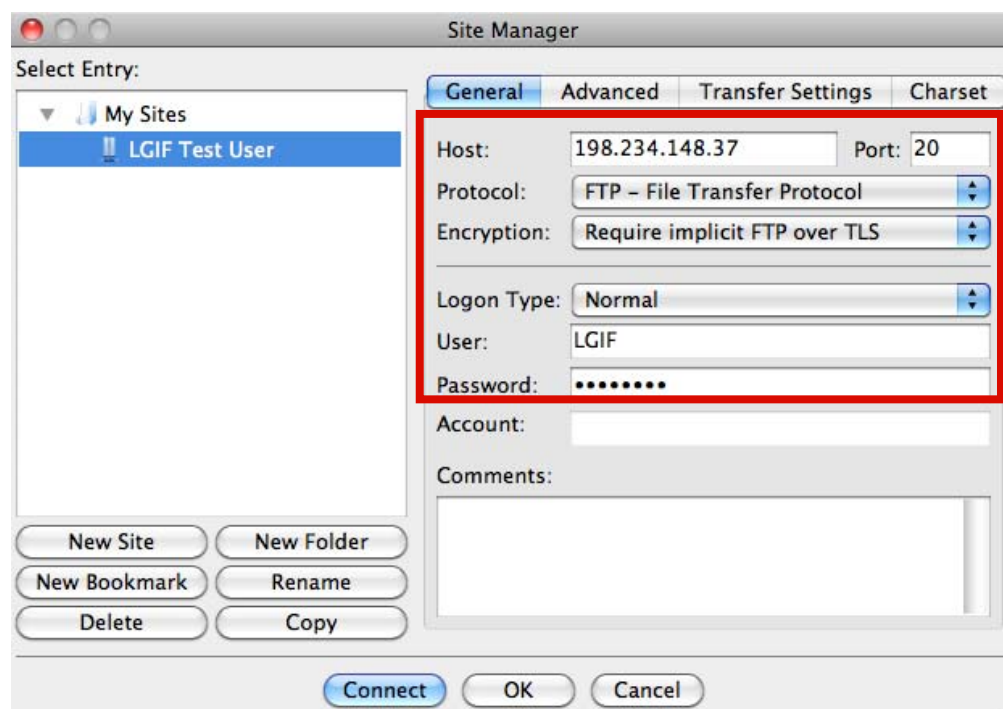 Site Manager
Select Entry:
My Sites
LGIF Test User
New Site
New Folder
New Bookmark
Rename
Delete
Copy
General
Advanced
Transfer Settings
Charset
Host: 198.234.148.37 Port: 20
Protocol: FTP – File Transfer Protocol
Encryption: Require implicit FTP over TLS
Logon Type: Normal
User: LGIF
Password: ••••••••
Account:
Comments:
Connect
OK
Cancel